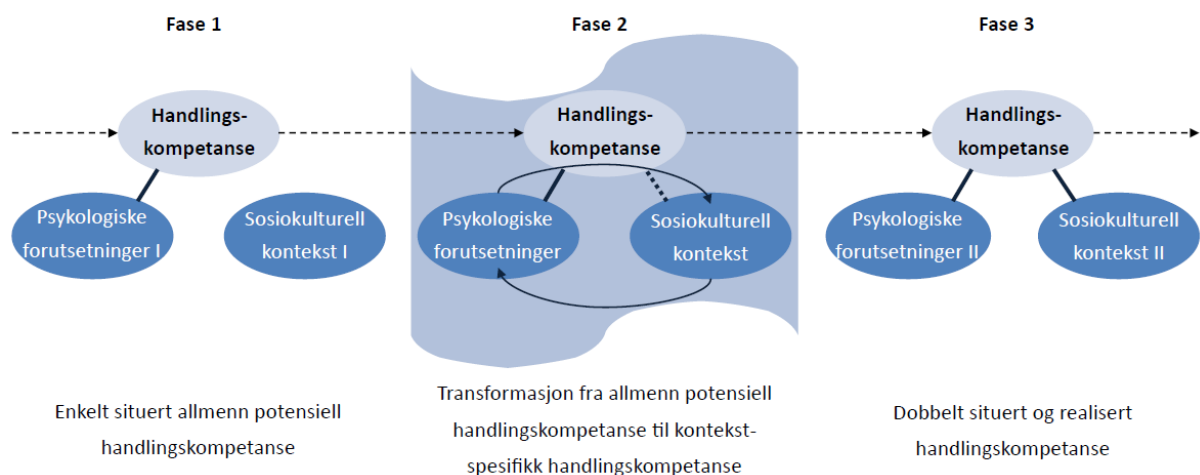 Fase 1
Handlings-
kompetanse
Psykologiske
forutsetninger I
Sosiokulturell
kontekst I
Enkelt situert allmenn potensiell
handlingskompetanse
Fase 2
Handlings-
kompetanse
Psykologiske
forutsetninger
Sosiokulturell
kontekst
Transformasjon fra allmenn potensiell
handlingskompetanse til kontekst-
spesifikk handlingskompetanse
Fase 3
Handlings-
kompetanse
Psykologiske
forutsetninger II
Sosiokulturell
kontekst II
Dobbelt situert og realisert
handlingskompetanse